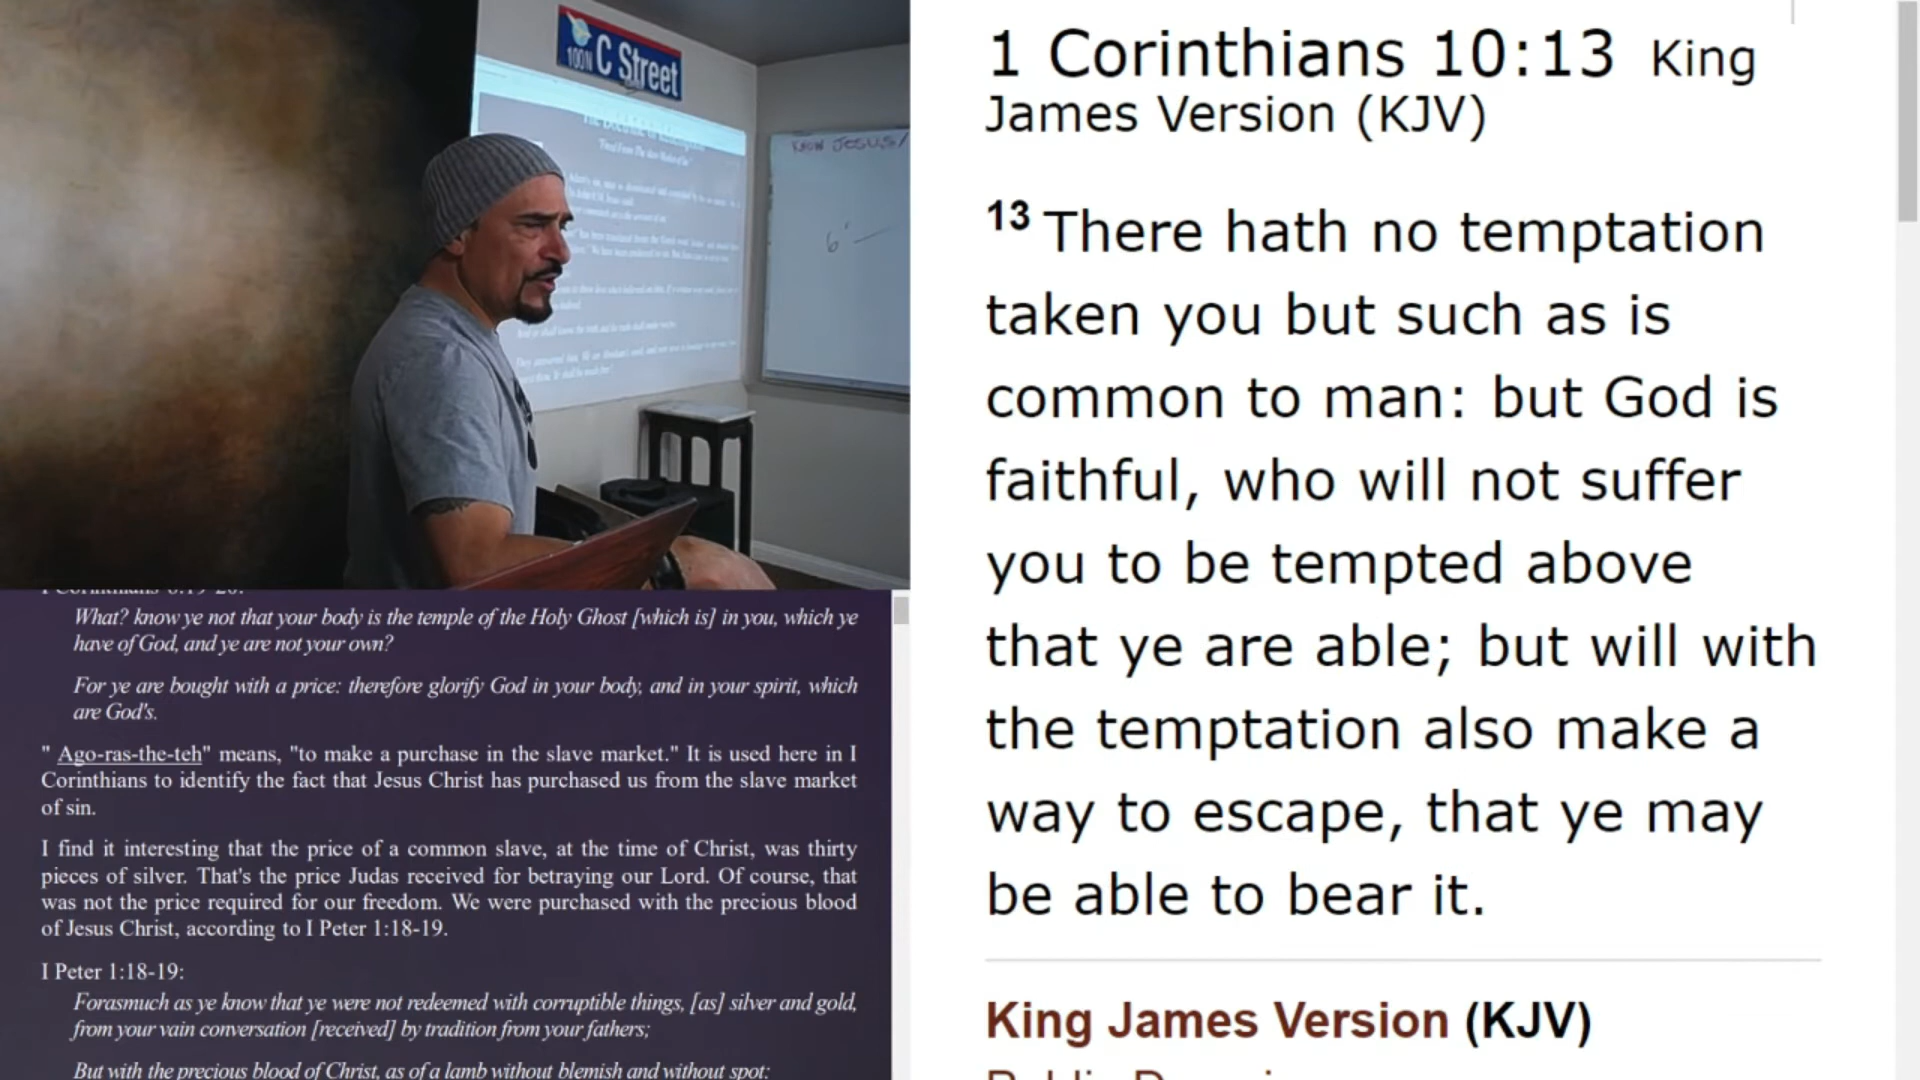 100N C Street
KNOW JESUS/
6'
1 Corinthians 10:13 King
James Version (KJV)
13 There hath no temptation
taken you but such as is
common to man: but God is
faithful, who will not suffer
you to be tempted above
that ye are able; but will with
the temptation also make a
way to escape, that ye may
be able to bear it.
King James Version (KJV)
What? know ye not that your body is the temple of the Holy Ghost [which is] in you, which ye
have of God, and ye are not your own?
For ye are bought with a price: therefore glorify God in your body, and in your spirit, which
are God's.
" Ago-ras-the-teh" means, "to make a purchase in the slave market." It is used here in I
Corinthians to identify the fact that Jesus Christ has purchased us from the slave market
of sin.
I find it interesting that the price of a common slave, at the time of Christ, was thirty
pieces of silver. That's the price Judas received for betraying our Lord. Of course, that
was not the price required for our freedom. We were purchased with the precious blood
of Jesus Christ, according to I Peter 1:18-19.
I Peter 1:18-19:
Forasmuch as ye know that ye were not redeemed with corruptible things, [as] silver and gold,
from your vain conversation [received] by tradition from your fathers;
But with the precious blood of Christ, as of a lamb without blemish and without spot: